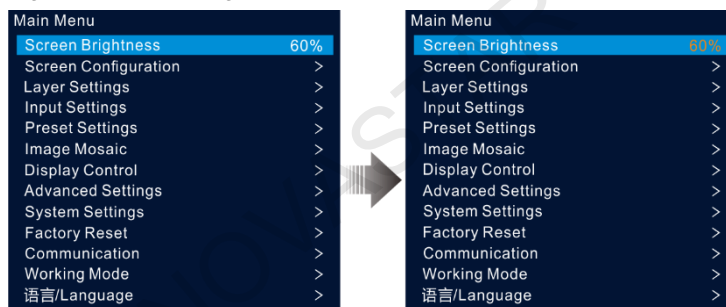 Main Menu
Screen Brightness 60%
Screen Configuration >
Layer Settings >
Input Settings >
Preset Settings >
Image Mosaic >
Display Control >
Advanced Settings >
System Settings >
Factory Reset >
Communication >
Working Mode >
语言/Language >
Main Menu
Screen Brightness 60%
Screen Configuration >
Layer Settings >
Input Settings >
Preset Settings >
Image Mosaic >
Display Control >
Advanced Settings >
System Settings >
Factory Reset >
Communication >
Working Mode >
语言/Language >